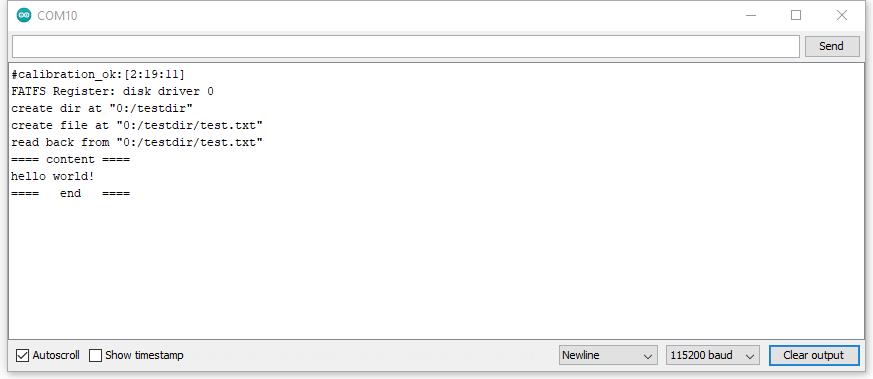 COM10
Send
#calibration_ok:[2:19:11]
FATFS Register: disk driver 0
create dir at "0:/testdir"
create file at "0:/testdir/test.txt"
read back from "0:/testdir/test.txt"
==== content ====
hello world!
====   end   ====
Autoscroll Show timestamp Newline 115200 baud Clear output